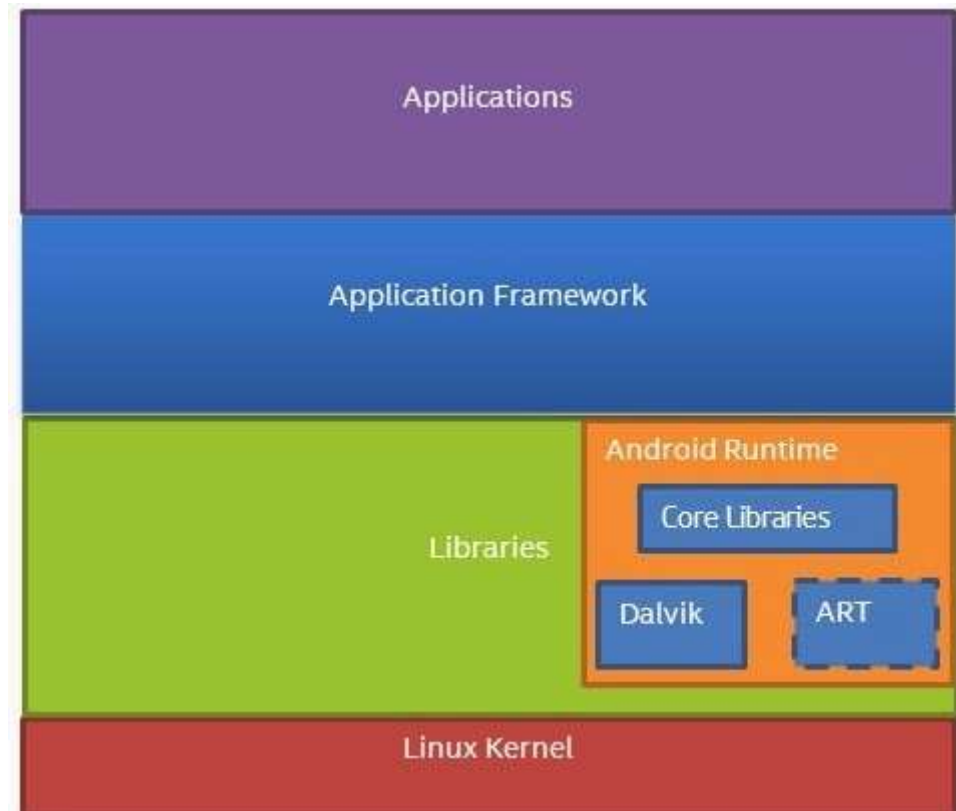 Applications
Application Framework
Libraries
Android Runtime
Core Libraries
Dalvik
ART
Linux Kernel